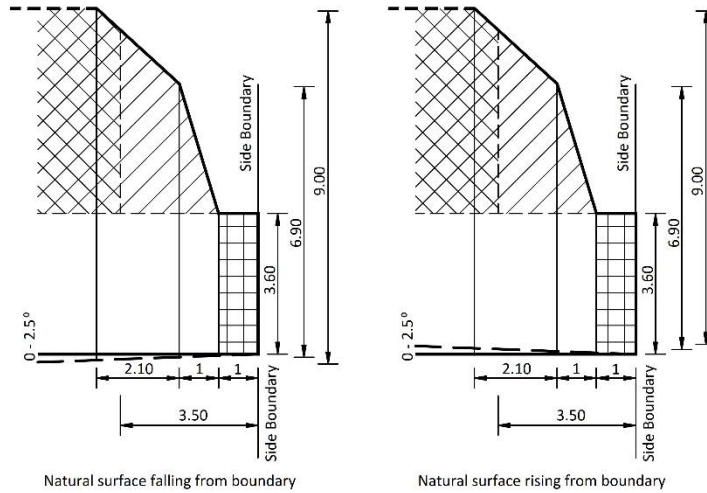 Side Boundary
9.00
6.90
3.60
0 - 2.5°
2.10
1
1
3.50
Side Boundary
Natural surface falling from boundary
Side Boundary
9.00
6.90
3.60
0 - 2.5°
2.10
1
1
3.50
Side Boundary
Natural surface rising from boundary